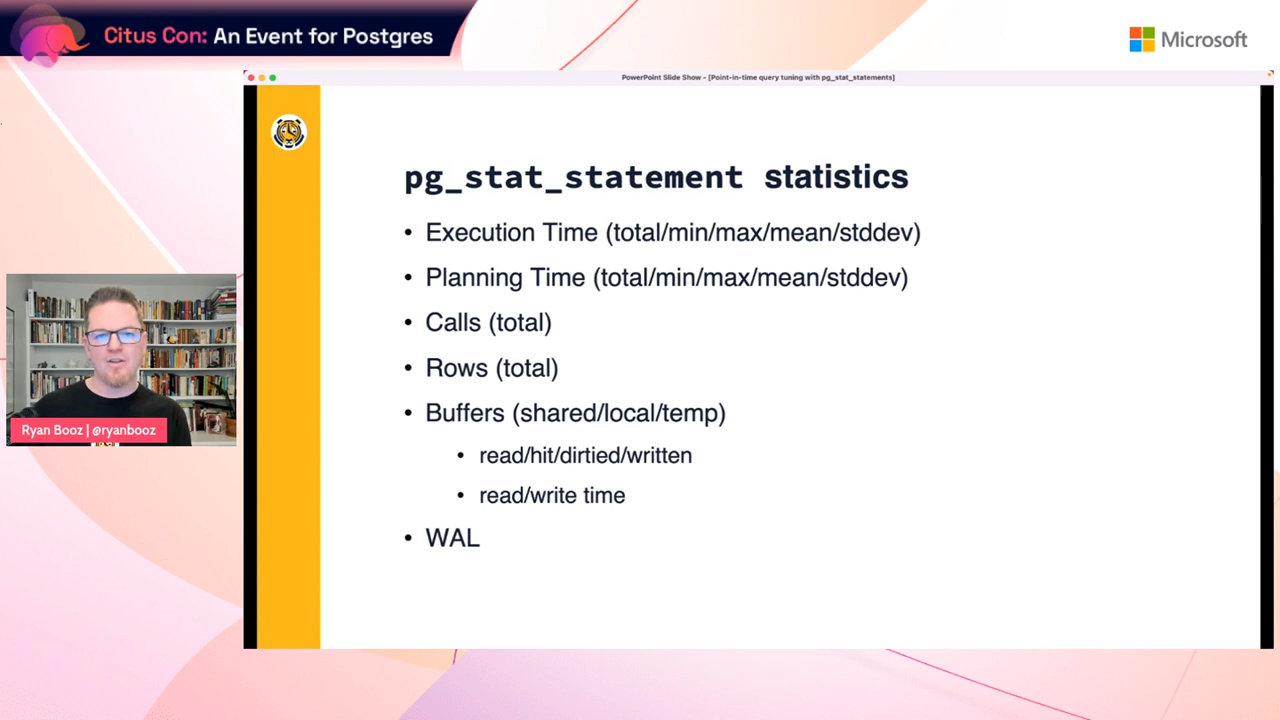 Citus Con: An Event for Postgres
Microsoft
PowerPoint Slide Show - [Point-in-time query tuning with pg_stat_statements]
pg_stat_statement statistics
• Execution Time (total/min/max/mean/stddev)
• Planning Time (total/min/max/mean/stddev)
• Calls (total)
• Rows (total)
• Buffers (shared/local/temp)
• read/hit/dirtied/written
• read/write time
• WAL
Ryan Booz | @ryanbooz